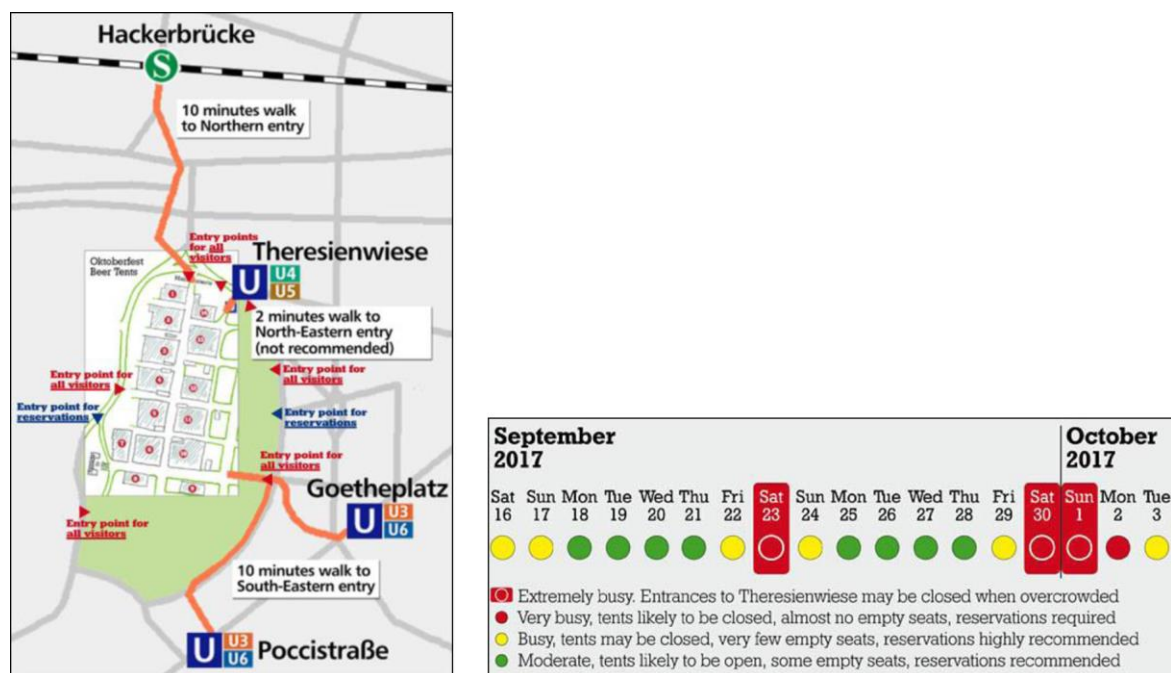 Hackerbrücke
S
10 minutes walk
to Northern entry
Entry points
for all
visitors
Theresienwiese
Oktoberfest
Beer Tents
U U4
U5
2 minutes walk to
North-Eastern entry
(not recommended)
Entry point for
all visitors
Entry point for
all visitors
Entry point for
reservations
Entry point for
reservations
Entry point for
all visitors
Goetheplatz
U U3
U6
Entry point for
all visitors
10 minutes walk to
South-Eastern entry
U U3
U6 Poccistraße
September
2017
October
2017
Sat Sun Mon Tue Wed Thu Fri Sat Sun Mon Tue Wed Thu Fri Sat Sun Mon Tue
16 17 18 19 20 21 22 23 24 25 26 27 28 29 30 1 2 3
Extremely busy. Entrances to Theresienwiese may be closed when overcrowded
Very busy, tents likely to be closed, almost no empty seats, reservations required
Busy, tents may be closed, very few empty seats, reservations highly recommended
Moderate, tents likely to be open, some empty seats, reservations recommended